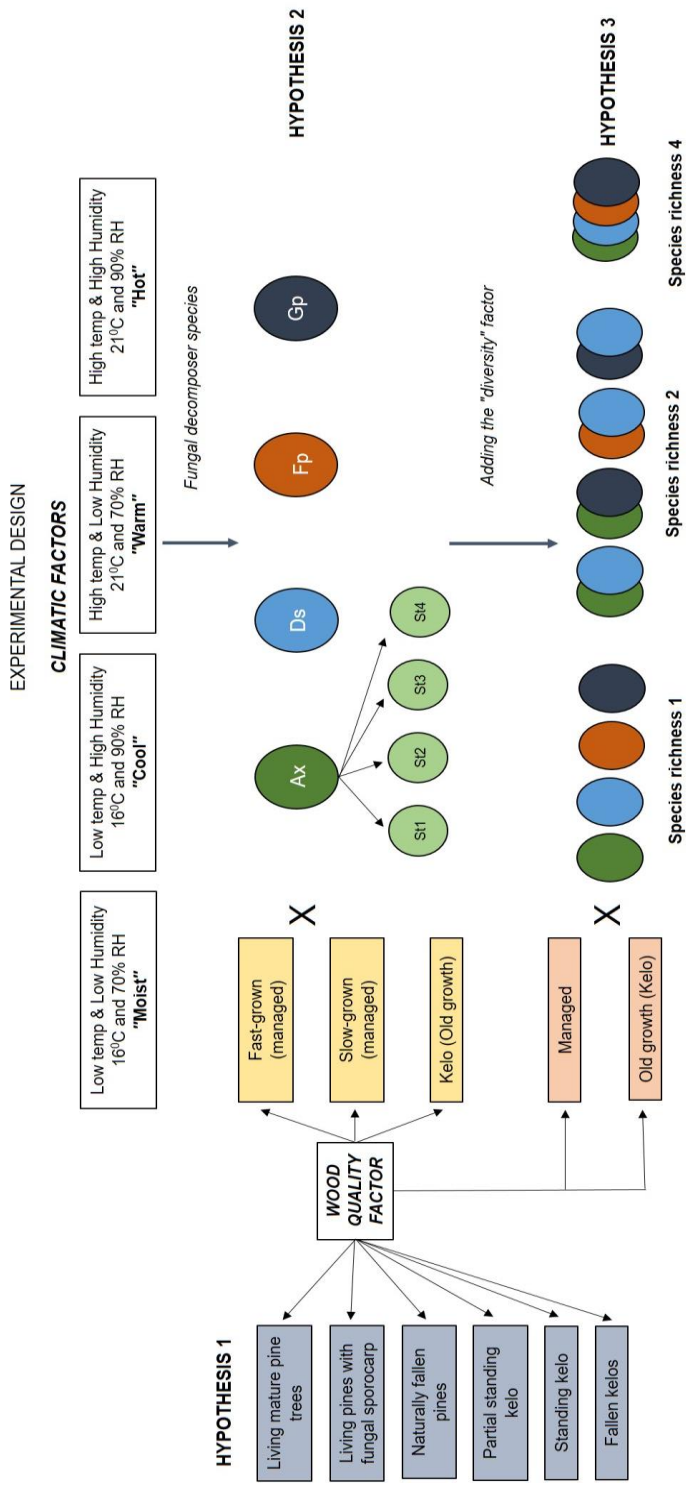 EXPERIMENTAL DESIGN
CLIMATIC FACTORS
Low temp & Low Humidity
16⁰C and 70% RH
"Moist"
Low temp & High Humidity
16⁰C and 90% RH
"Cool"
High temp & Low Humidity
21⁰C and 70% RH
"Warm"
High temp & High Humidity
21⁰C and 90% RH
"Hot"
Fungal decomposer species
HYPOTHESIS 1
Living mature pine
trees
Living pines with
fungal sporocarp
Naturally fallen
pines
Partial standing
kelo
Standing kelo
Fallen kelos
WOOD
QUALITY
FACTOR
Fast-grown
(managed)
Slow-grown
(managed)
Kelo (Old growth)
X
Ax
Ds
Fp
Gp
St1
St2
St3
St4
HYPOTHESIS 2
Adding the "diversity" factor
Managed
Old growth (Kelo)
X
Species richness 1
Species richness 2
Species richness 4
HYPOTHESIS 3